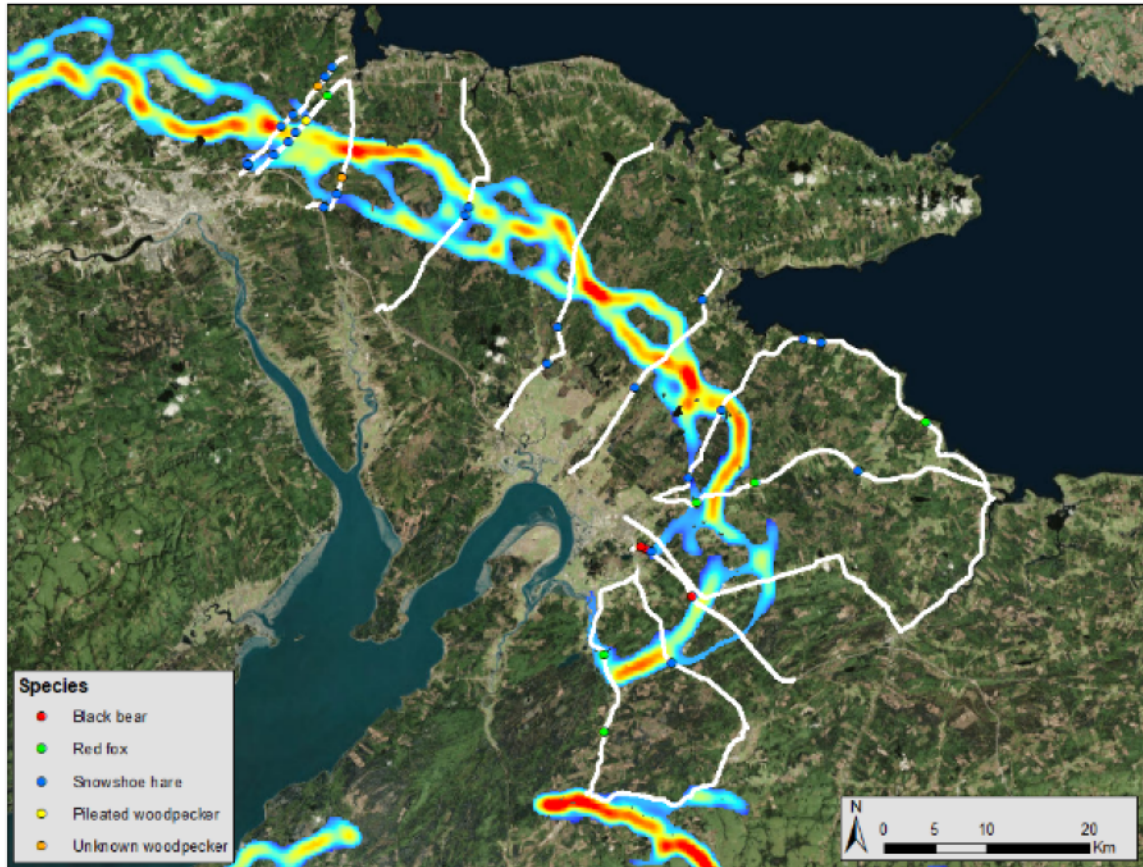 Species
Black bear
Red fox
Snowshoe hare
Pileated woodpecker
Unknown woodpecker
N
0 5 10 20
Km